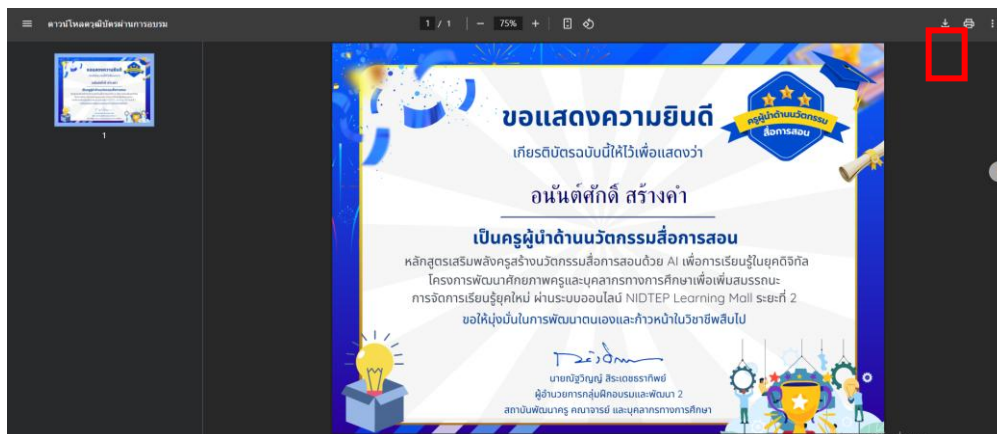 ดาวน์โหลดวุฒิบัตรผ่านการอบรม
1 / 1
75%
1
ขอแสดงความยินดี
ครูผู้นำด้านนวัตกรรม
สื่อการสอน
เกียรติบัตรฉบับนี้ให้ไว้เพื่อแสดงว่า
อนันต์ศักดิ์ สร้างคำ
เป็นครูผู้นำด้านนวัตกรรมสื่อการสอน
หลักสูตรเสริมพลังครูสร้างนวัตกรรมสื่อการสอนด้วย AI เพื่อการเรียนรู้ในยุคดิจิทัล
โครงการพัฒนาศักยภาพครูและบุคลากรทางการศึกษาเพื่อเพิ่มสมรรถนะ
การจัดการเรียนรู้ยุคใหม่ ผ่านระบบออนไลน์ NIDTEP Learning Mall ระยะที่ 2
ขอให้มุ่งมั่นในการพัฒนาตนเองและก้าวหน้าในวิชาชีพสืบไป
นายณัฐวิญญ์ สิระเดชธราทิพย์
ผู้อำนวยการกลุ่มฝึกอบรมและพัฒนา 2
สถาบันพัฒนาครู คณาจารย์ และบุคลากรทางการศึกษา